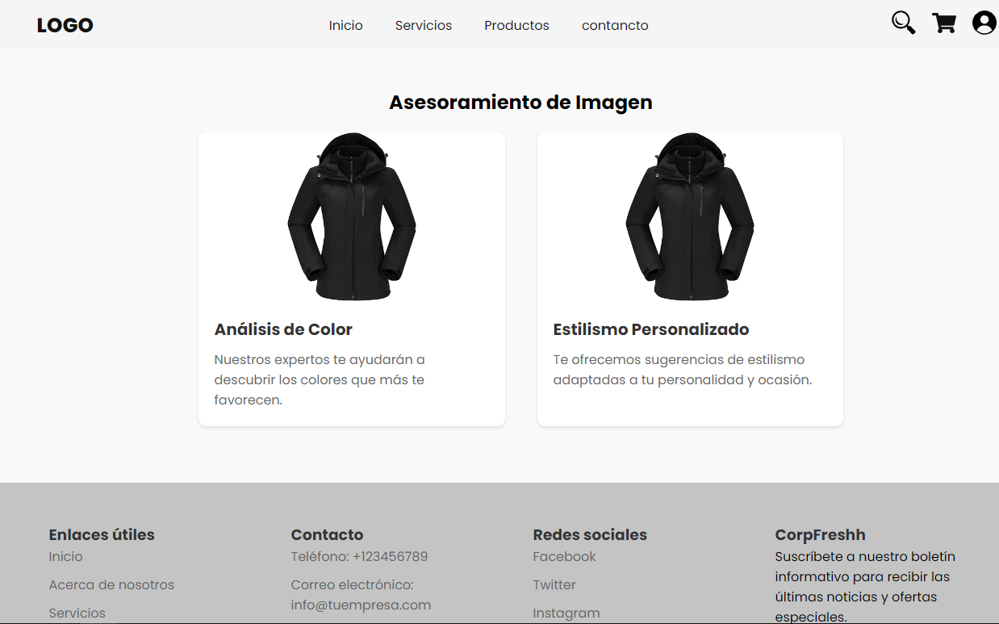 LOGO
Inicio
Servicios
Productos
contancto
Asesoramiento de Imagen
Análisis de Color
Nuestros expertos te ayudarán a
descubrir los colores que más te
favorecen.
Estilismo Personalizado
Te ofrecemos sugerencias de estilismo
adaptadas a tu personalidad y ocasión.
Enlaces útiles
Inicio
Acerca de nosotros
Servicios
Contacto
Teléfono: +123456789
Correo electrónico:
info@tuempresa.com
Redes sociales
Facebook
Twitter
Instagram
CorpFreshh
Suscríbete a nuestro boletín
informativo para recibir las
últimas noticias y ofertas
especiales.